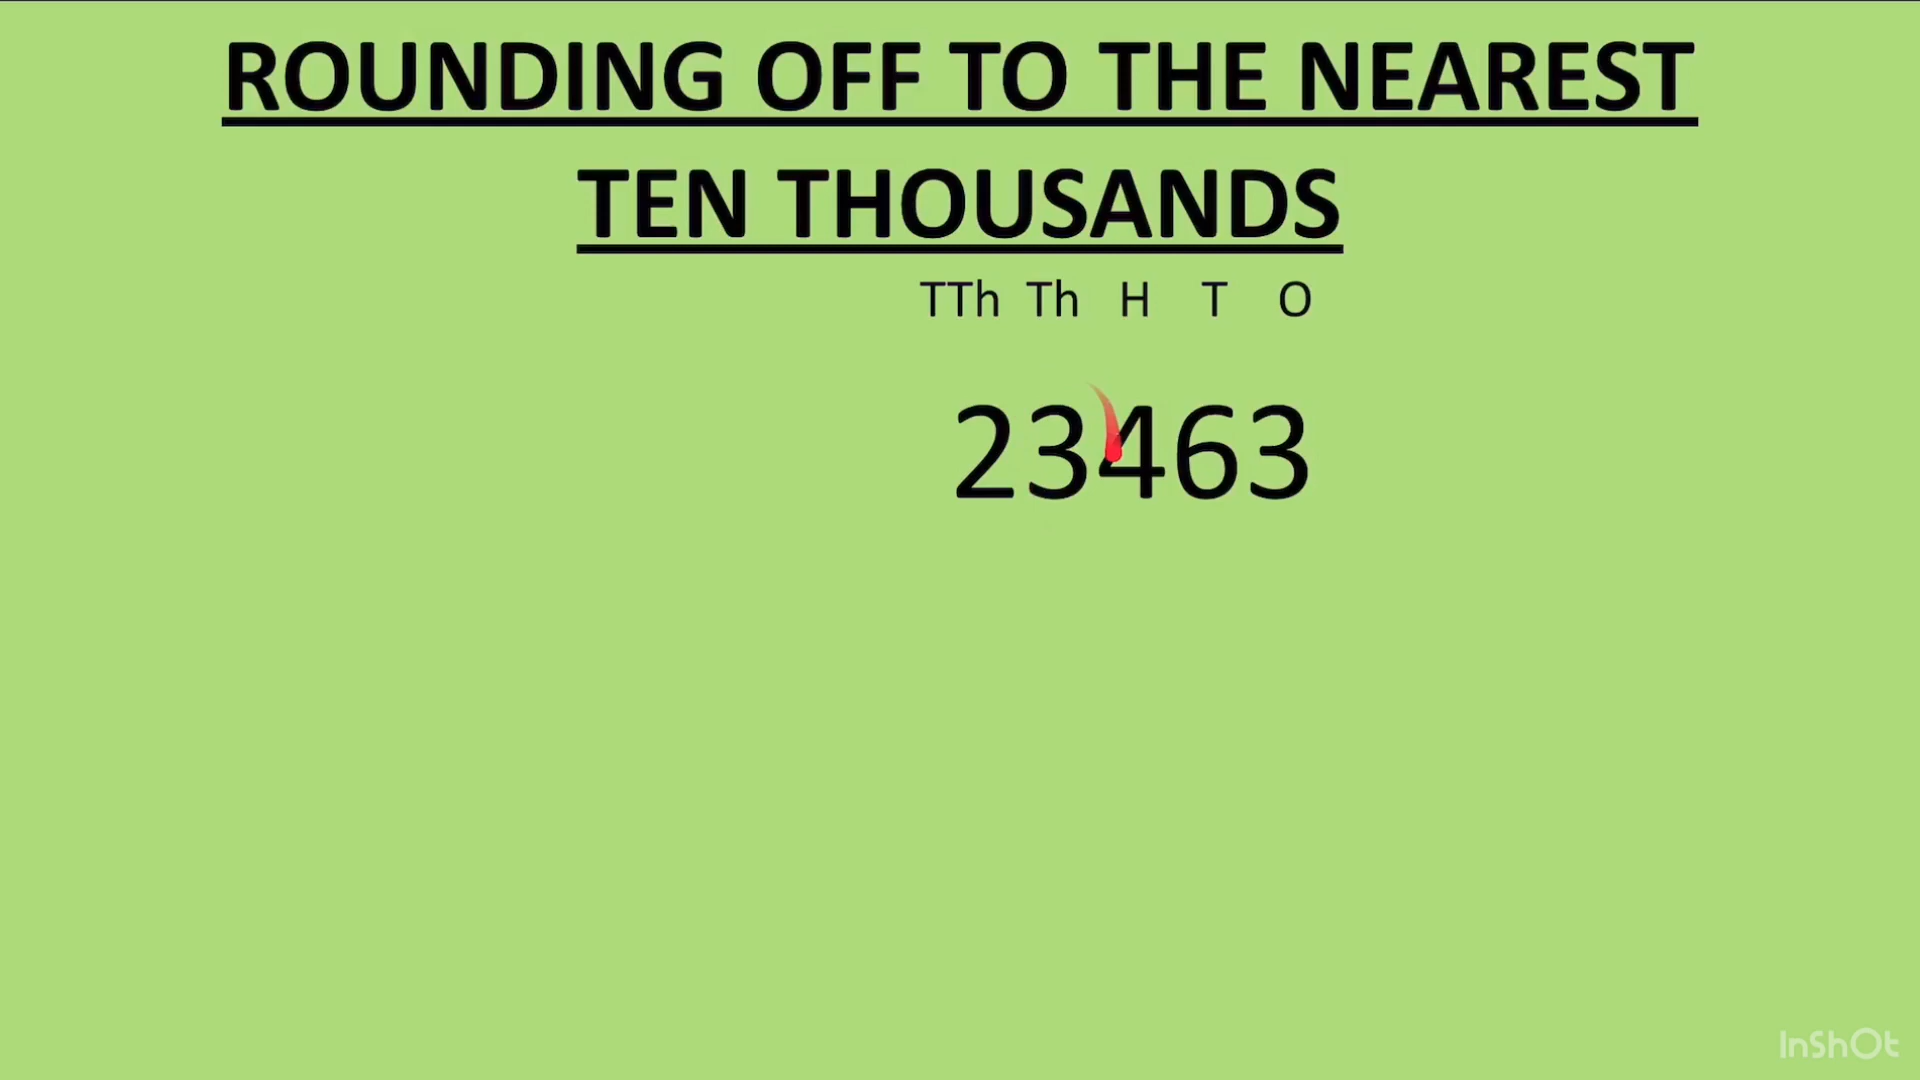 ROUNDING OFF TO THE NEAREST
TEN THOUSANDS
TTh Th H T O
23463
InShOt